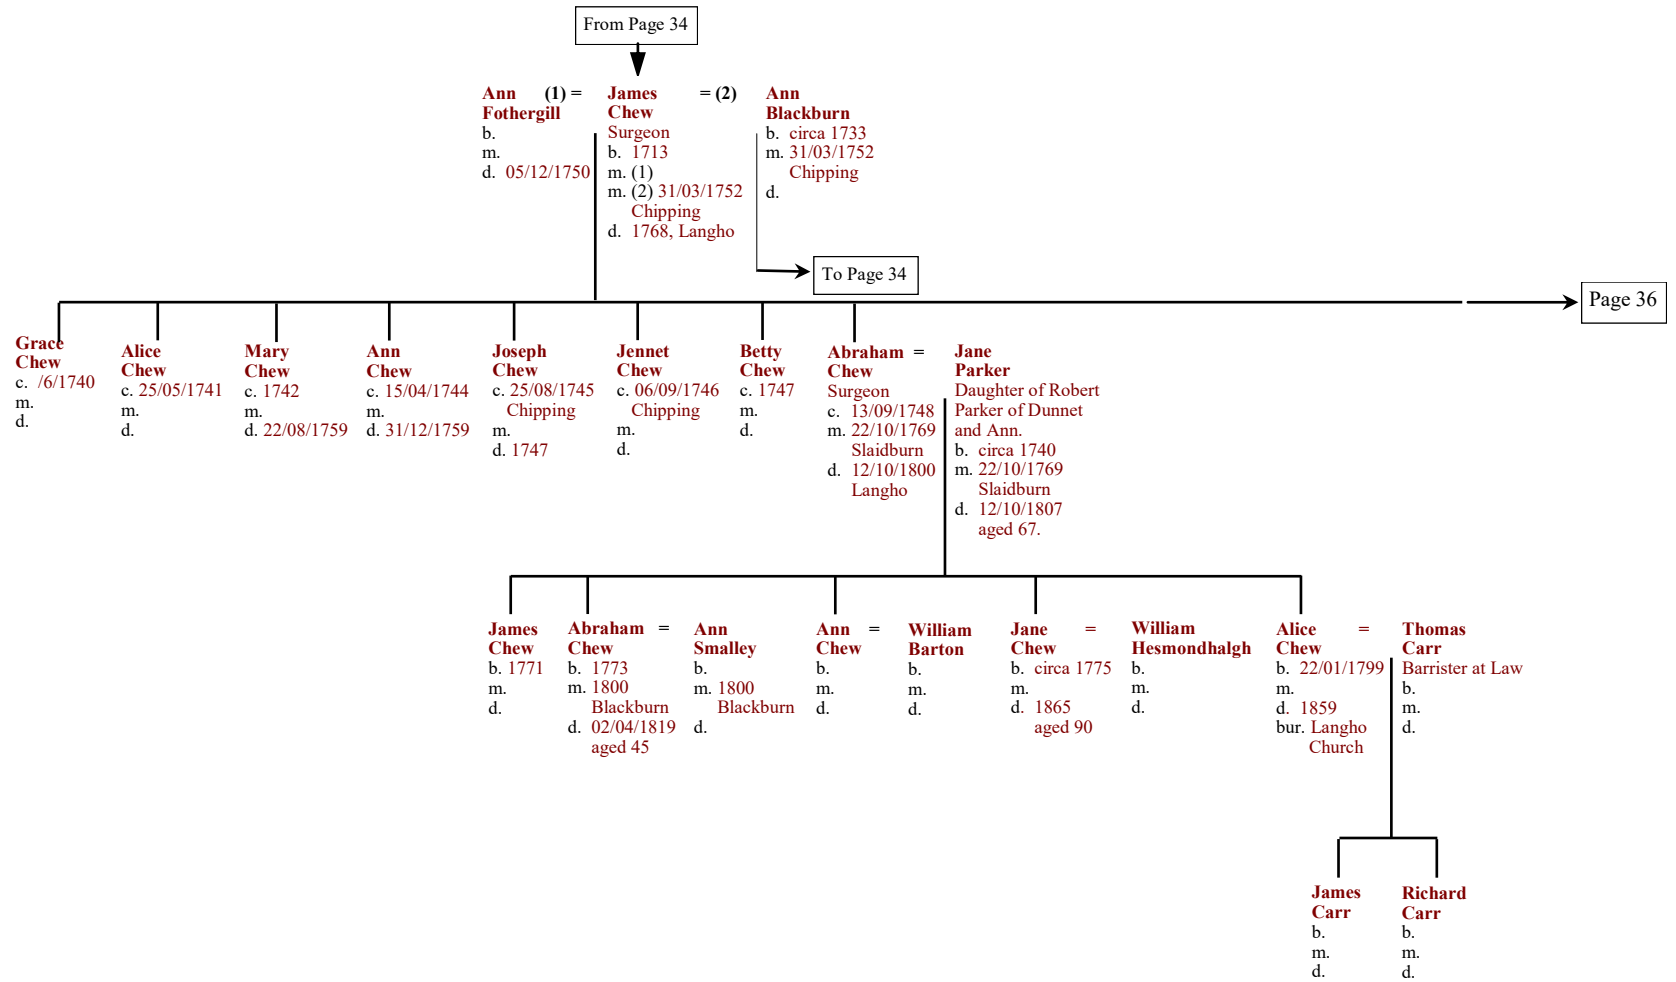 From Page 34
Ann (1) =
Fothergill
b.
m.
d. 05/12/1750
James = (2)
Chew
Surgeon
b. 1713
m. (1)
m. (2) 31/03/1752
Chipping
d. 1768, Langho
Ann
Blackburn
b. circa 1733
m. 31/03/1752
Chipping
d.
To Page 34
Page 36
Grace
Chew
c. /6/1740
m.
d.
Alice
Chew
c. 25/05/1741
m.
d.
Mary
Chew
c. 1742
m.
d. 22/08/1759
Ann
Chew
c. 15/04/1744
m.
d. 31/12/1759
Joseph
Chew
c. 25/08/1745
Chipping
m.
d. 1747
Jennet
Chew
c. 06/09/1746
Chipping
m.
d.
Betty
Chew
c. 1747
m.
d.
Abraham =
Chew
Surgeon
c. 13/09/1748
m. 22/10/1769
Slaidburn
d. 12/10/1800
Langho
Jane
Parker
Daughter of Robert
Parker of Dunnet
and Ann.
b. circa 1740
m. 22/10/1769
Slaidburn
d. 12/10/1807
aged 67.
James
Chew
b. 1771
m.
d.
Abraham =
Chew
b. 1773
m. 1800
Blackburn
d. 02/04/1819
aged 45
Ann
Smalley
b.
m. 1800
Blackburn
d.
Ann =
Chew
b.
m.
d.
William
Barton
b.
m.
d.
Jane =
Chew
b. circa 1775
m.
d. 1865
aged 90
William
Hesmondhalgh
b.
m.
d.
Alice =
Chew
b. 22/01/1799
m.
d. 1859
bur. Langho
Church
Thomas
Carr
Barrister at Law
b.
m.
d.
James
Carr
b.
m.
d.
Richard
Carr
b.
m.
d.